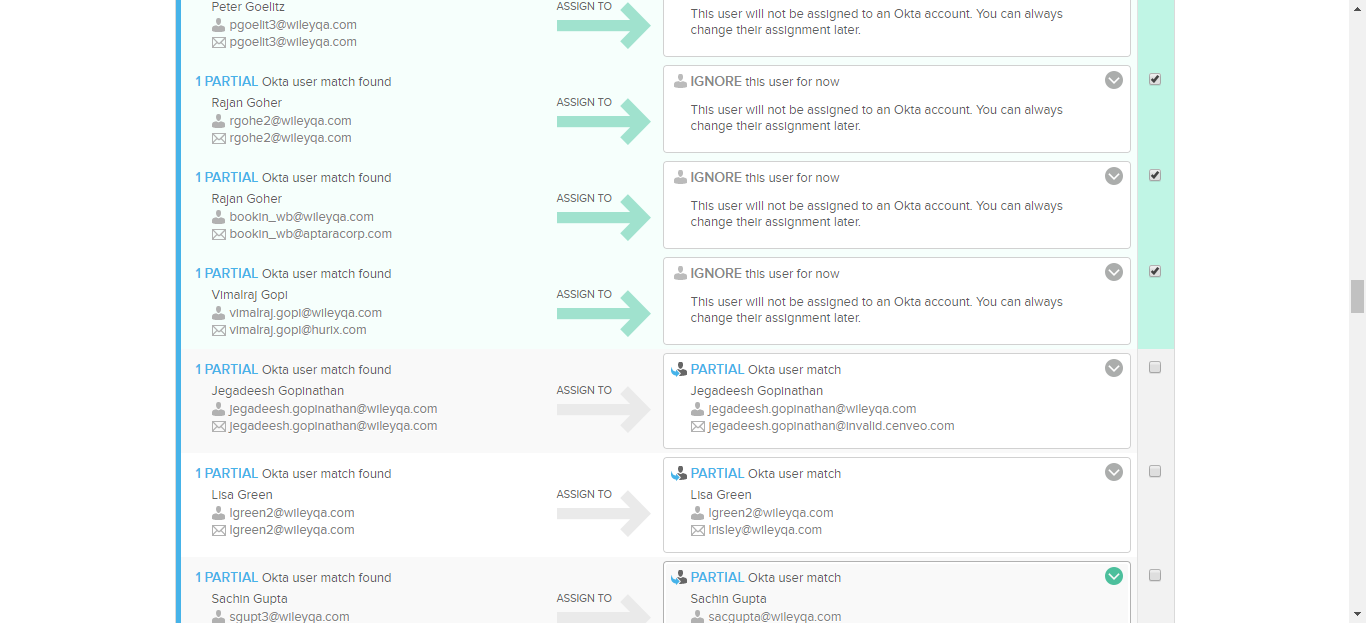 Peter Goelitz
pgoelit3@wileyqa.com
pgoelit3@wileyqa.com
ASSIGN TO
This user will not be assigned to an Okta account. You can always
change their assignment later.
1 PARTIAL Okta user match found
Rajan Goher
rgohe2@wileyqa.com
rgohe2@wileyqa.com
ASSIGN TO
IGNORE this user for now
This user will not be assigned to an Okta account. You can always
change their assignment later.
1 PARTIAL Okta user match found
Rajan Goher
bookin_wb@wileyqa.com
bookin_wb@aptaracorp.com
ASSIGN TO
IGNORE this user for now
This user will not be assigned to an Okta account. You can always
change their assignment later.
1 PARTIAL Okta user match found
Vimalraj Gopi
vimalraj.gopi@wileyqa.com
vimalraj.gopi@hurix.com
ASSIGN TO
IGNORE this user for now
This user will not be assigned to an Okta account. You can always
change their assignment later.
1 PARTIAL Okta user match found
Jegadeesh Gopinathan
jegadeesh.gopinathan@wileyqa.com
jegadeesh.gopinathan@wileyqa.com
ASSIGN TO
PARTIAL Okta user match
Jegadeesh Gopinathan
jegadeesh.gopinathan@wileyqa.com
jegadeesh.gopinathan@invalid.cenveo.com
1 PARTIAL Okta user match found
Lisa Green
lgreen2@wileyqa.com
lgreen2@wileyqa.com
ASSIGN TO
PARTIAL Okta user match
Lisa Green
lgreen2@wileyqa.com
lrisley@wileyqa.com
1 PARTIAL Okta user match found
Sachin Gupta
sgupt3@wileyqa.com
ASSIGN TO
PARTIAL Okta user match
Sachin Gupta
sacgupta@wileyqa.com